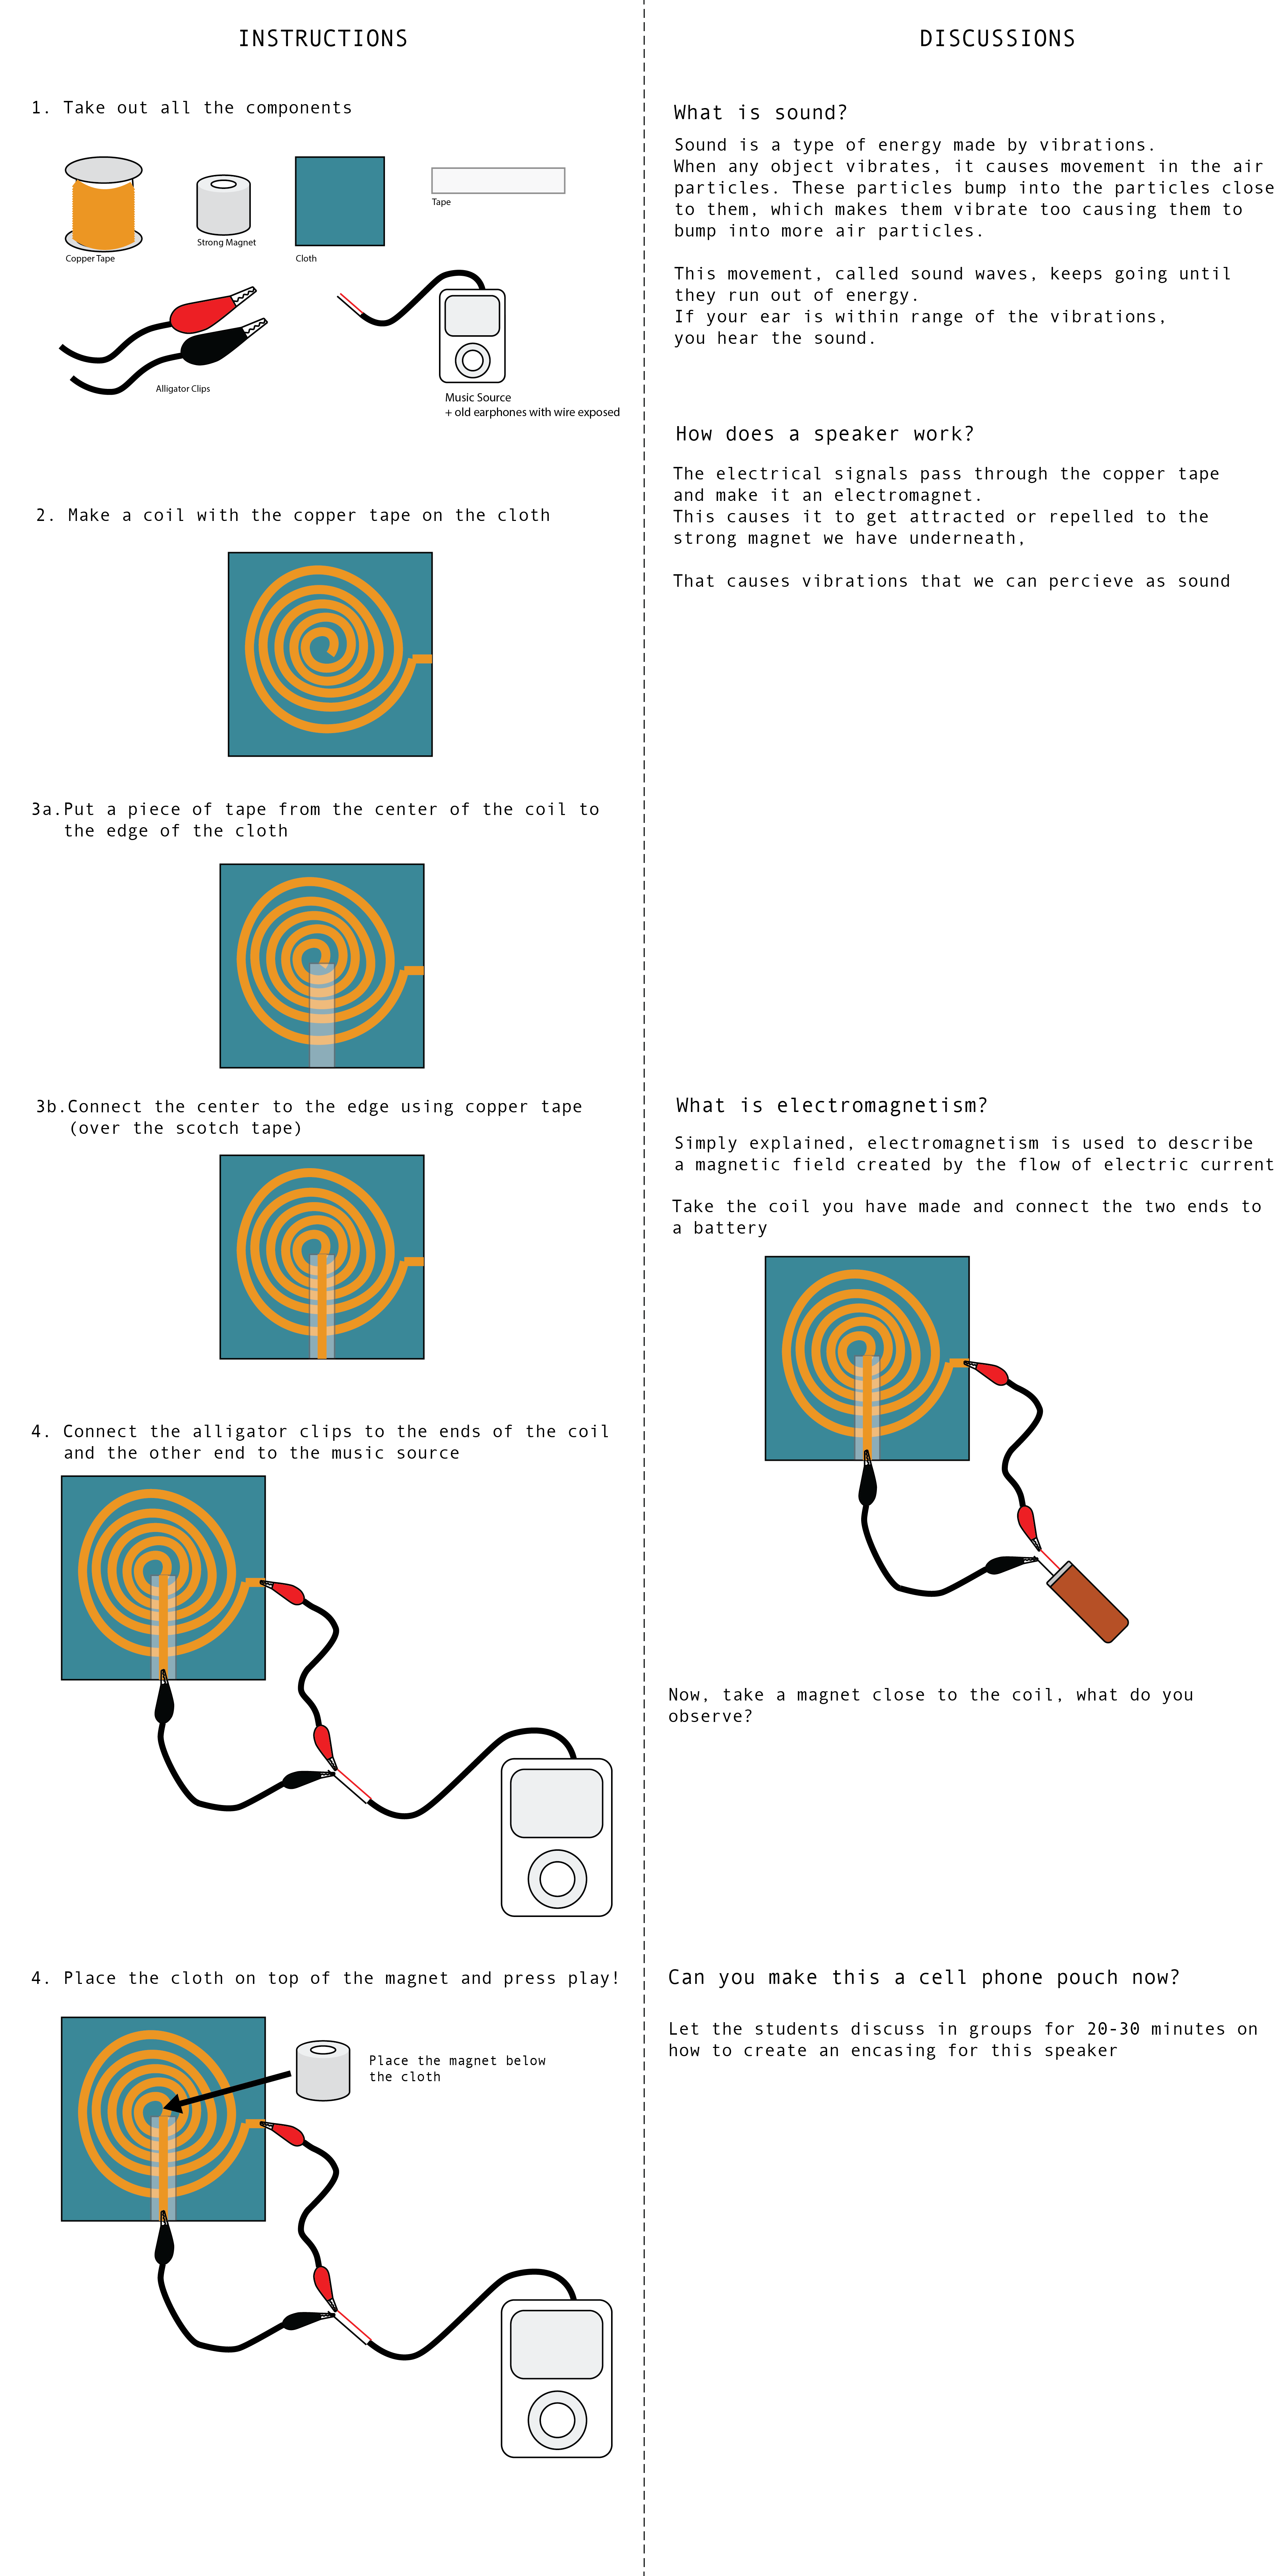 INSTRUCTIONS
1. Take out all the components
Copper Tape
Strong Magnet
Cloth
Tape
Alligator Clips
Music Source
+ old earphones with wire exposed
2. Make a coil with the copper tape on the cloth
3a.Put a piece of tape from the center of the coil to
the edge of the cloth
3b.Connect the center to the edge using copper tape
(over the scotch tape)
4. Connect the alligator clips to the ends of the coil
and the other end to the music source
4. Place the cloth on top of the magnet and press play!
Place the magnet below
the cloth
DISCUSSIONS
What is sound?
Sound is a type of energy made by vibrations.
When any object vibrates, it causes movement in the air
particles. These particles bump into the particles close
to them, which makes them vibrate too causing them to
bump into more air particles.
This movement, called sound waves, keeps going until
they run out of energy.
If your ear is within range of the vibrations,
you hear the sound.
How does a speaker work?
The electrical signals pass through the copper tape
and make it an electromagnet.
This causes it to get attracted or repelled to the
strong magnet we have underneath,
That causes vibrations that we can percieve as sound
What is electromagnetism?
Simply explained, electromagnetism is used to describe
a magnetic field created by the flow of electric current
Take the coil you have made and connect the two ends to
a battery
Now, take a magnet close to the coil, what do you
observe?
Can you make this a cell phone pouch now?
Let the students discuss in groups for 20-30 minutes on
how to create an encasing for this speaker